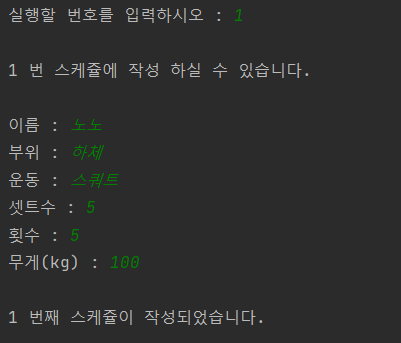 실행할 번호를 입력하시오 : 1
1 번 스케쥴에 작성 하실 수 있습니다.
이름 : 노노
부위 : 하체
운동 : 스쿼트
셋트수 : 5
횟수 : 5
무게(kg) : 100
1 번째 스케쥴이 작성되었습니다.